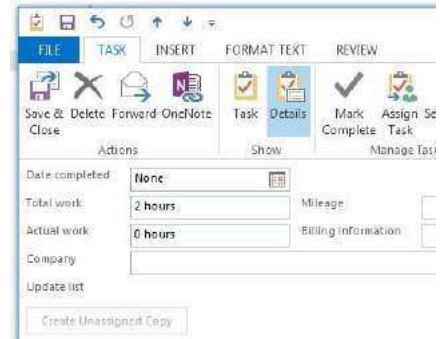 FILE TASK INSERT FORMAT TEXT REVIEW
Save & Close Delete Forward OneNote Task Details Mark Complete Assign Task Se
Actions Show Manage Task
Date completed None
Total work 2 hours Mileage
Actual work 0 hours Billing information
Company
Update list
Create Unassigned Copy